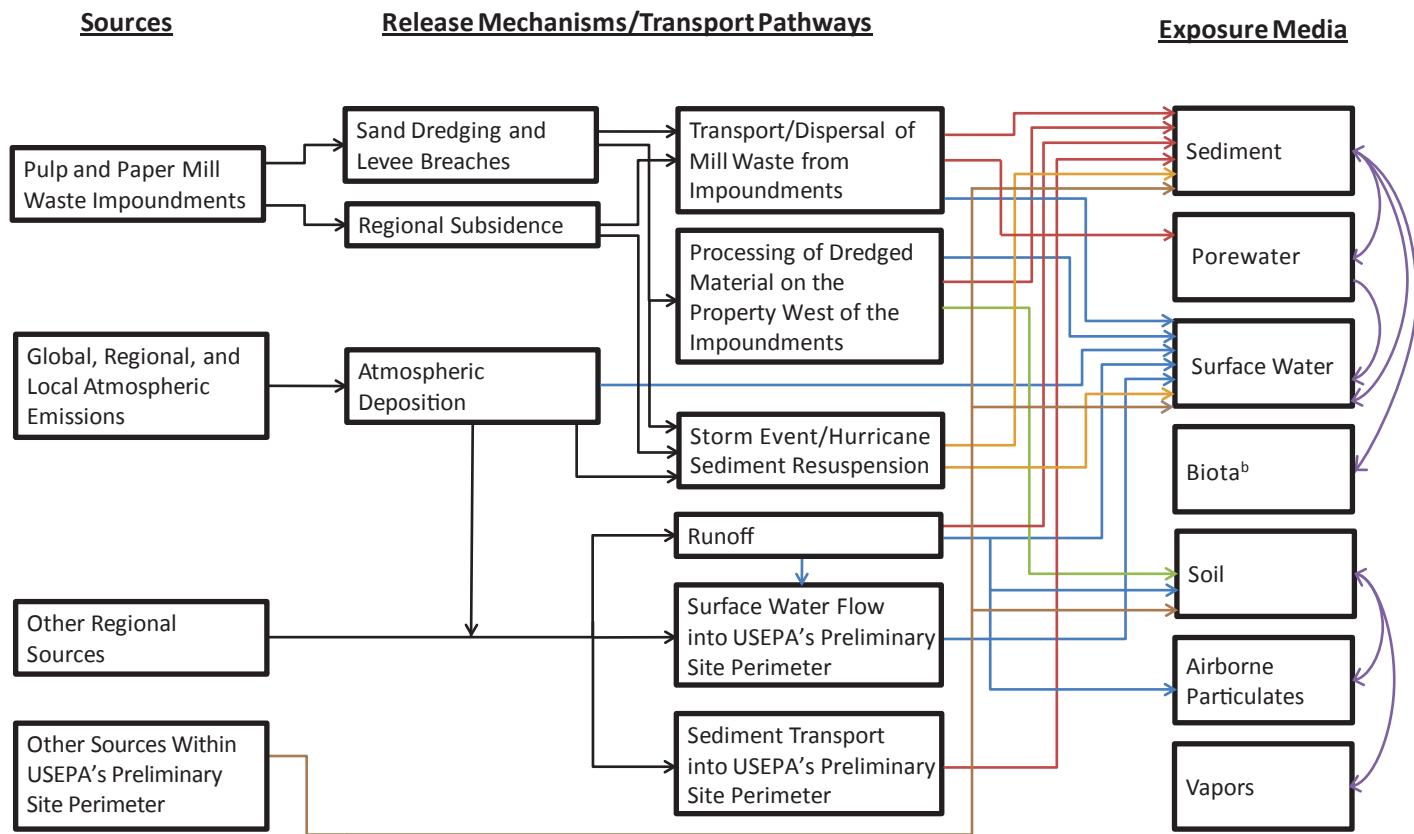 Sources
Release Mechanisms/Transport Pathways
Exposure Media
Pulp and Paper Mill
Waste Impoundments
Global, Regional, and
Local Atmospheric
Emissions
Other Regional
Sources
Other Sources Within
USEPA’s Preliminary
Site Perimeter
Sand Dredging and
Levee Breaches
Regional Subsidence
Atmospheric
Deposition
Transport/Dispersal of
Mill Waste from
Impoundments
Processing of Dredged
Material on the
Property West of the
Impoundments
Storm Event/Hurricane
Sediment Resuspension
Runoff
Surface Water Flow
into USEPA’s Preliminary
Site Perimeter
Sediment Transport
into USEPA’s Preliminary
Site Perimeter
Sediment
Porewater
Surface Water
Biotaᵇ
Soil
Airborne
Particulates
Vapors